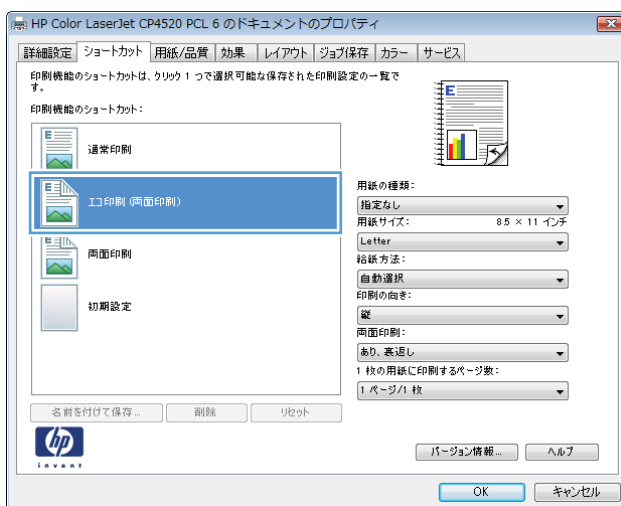 HP Color LaserJet CP4520 PCL 6 のドキュメントのプロパティ
詳細設定 ショートカット 用紙/品質 効果 レイアウト ジョブ保存 カラー サービス
印刷機能のショートカットは、クリック 1 つで選択可能な保存された印刷設定の一覧で
す。
印刷機能のショートカット:
通常印刷
エコ印刷 (両面印刷)
両面印刷
初期設定
用紙の種類:
指定なし
用紙サイズ: 8.5 × 11 インチ
Letter
給紙方法:
自動選択
印刷の向き:
縦
両面印刷:
あり、裏返し
1 枚の用紙に印刷するページ数:
1 ページ/1 枚
名前を付けて保存... 削除 リセット
hp
invent
バージョン情報... ヘルプ
OK キャンセル